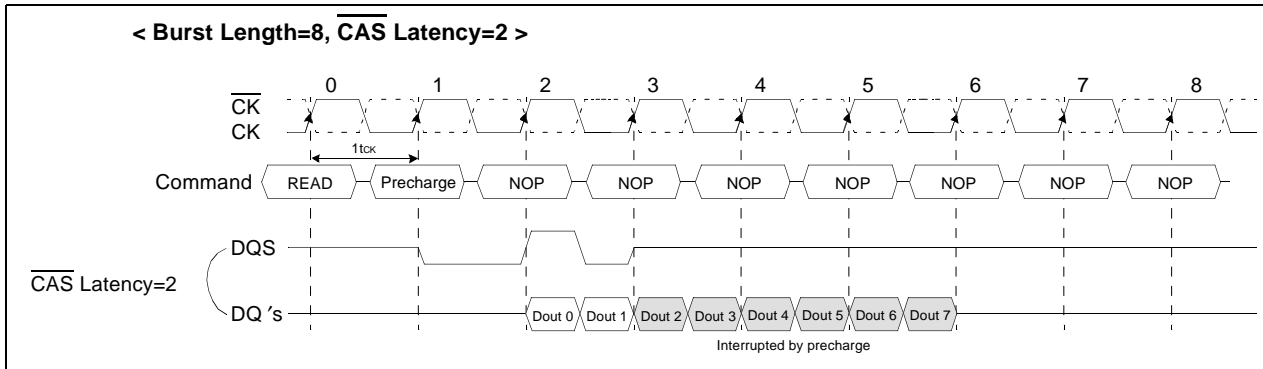 < Burst Length=8, CAS Latency=2 >
0 1 2 3 4 5 6 7 8
CK
CK
1tCK
Command READ Precharge NOP NOP NOP NOP NOP NOP NOP
DQS
CAS Latency=2
DQ 's Dout 0 Dout 1 Dout 2 Dout 3 Dout 4 Dout 5 Dout 6 Dout 7
Interrupted by precharge